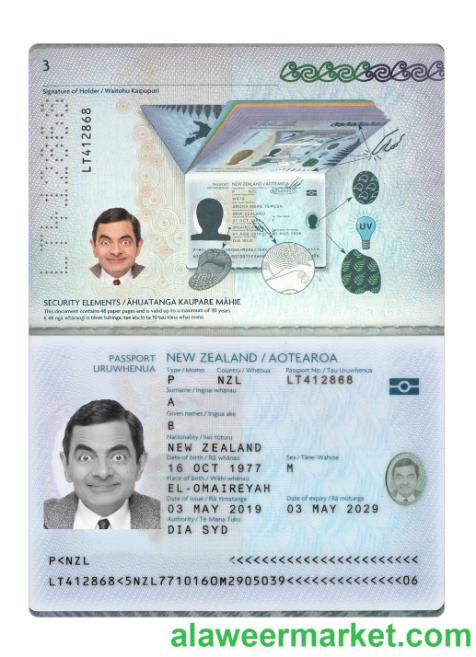 3
Signature of Holder / Waitohu Kaipupuri
LT412868
LT412868
PASSPORT NEW ZEALAND / AOTEAROA
UV
SECURITY ELEMENTS / ĀHUATANGA KAUPARE MĀHIE
This document contains 48 paper pages and is valid up to a maximum of 10 years
PASSPORT
URUWHENUA
NEW ZEALAND / AOTEAROA
Type / Momo Country / Whenua Passport No. / Tau Uruwhenua
P NZL LT412868
Surname / Ingoa whānau
A
Given names / Ingoa ake
B
Nationality / Iwi tūturu
NEW ZEALAND
Date of birth / Rā whānau Sex / Tāne-Wahine
16 OCT 1977 M
Place of birth / Wāhi whānau
EL-OMAIREYAH
Date of issue / Rā timatanga Date of expiry / Rā mutunga
03 MAY 2019 03 MAY 2029
Authority / Te Mana Tuku
DIA SYD
P<NZL <<<<<<<<<<<<<<<<<<<<<<<<
LT412868<5NZL7710160M2905039<<<<<<<<<<<<<<06
alaweermarket.com